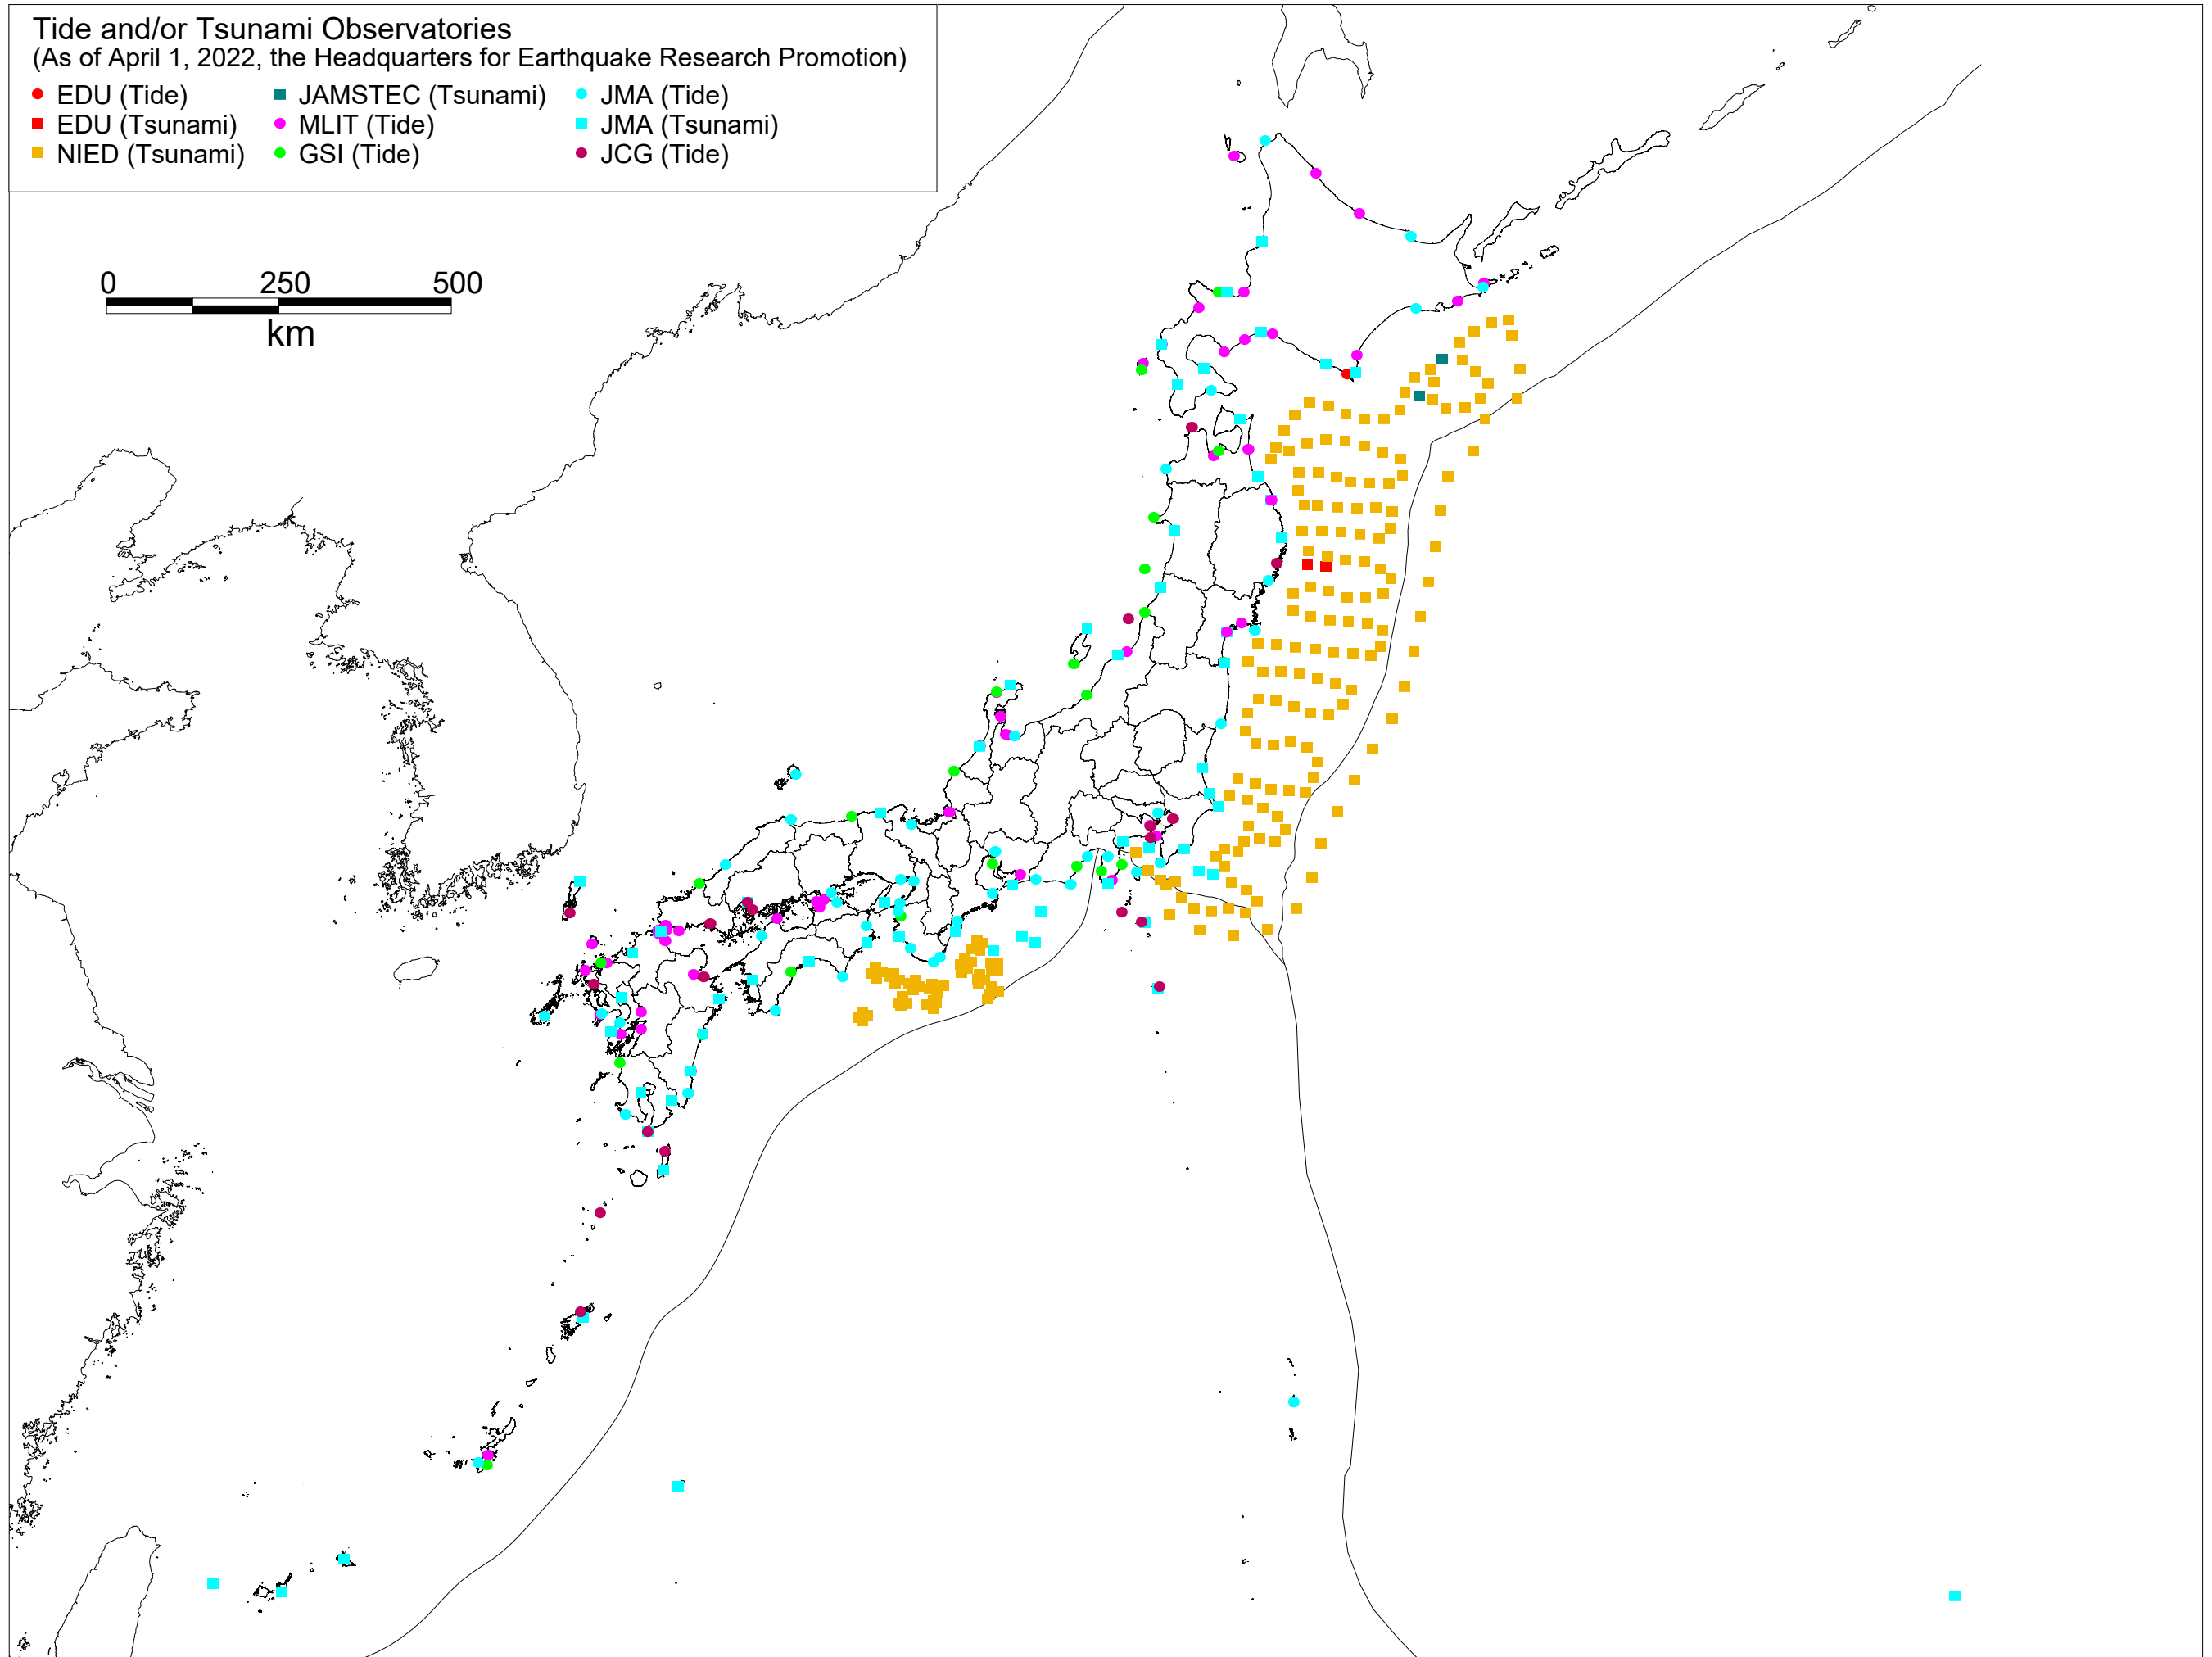 Tide and/or Tsunami Observatories
(As of April 1, 2022, the Headquarters for Earthquake Research Promotion)
EDU (Tide) JAMSTEC (Tsunami) JMA (Tide)
EDU (Tsunami) MLIT (Tide) JMA (Tsunami)
NIED (Tsunami) GSI (Tide) JCG (Tide)
0 250 500
km